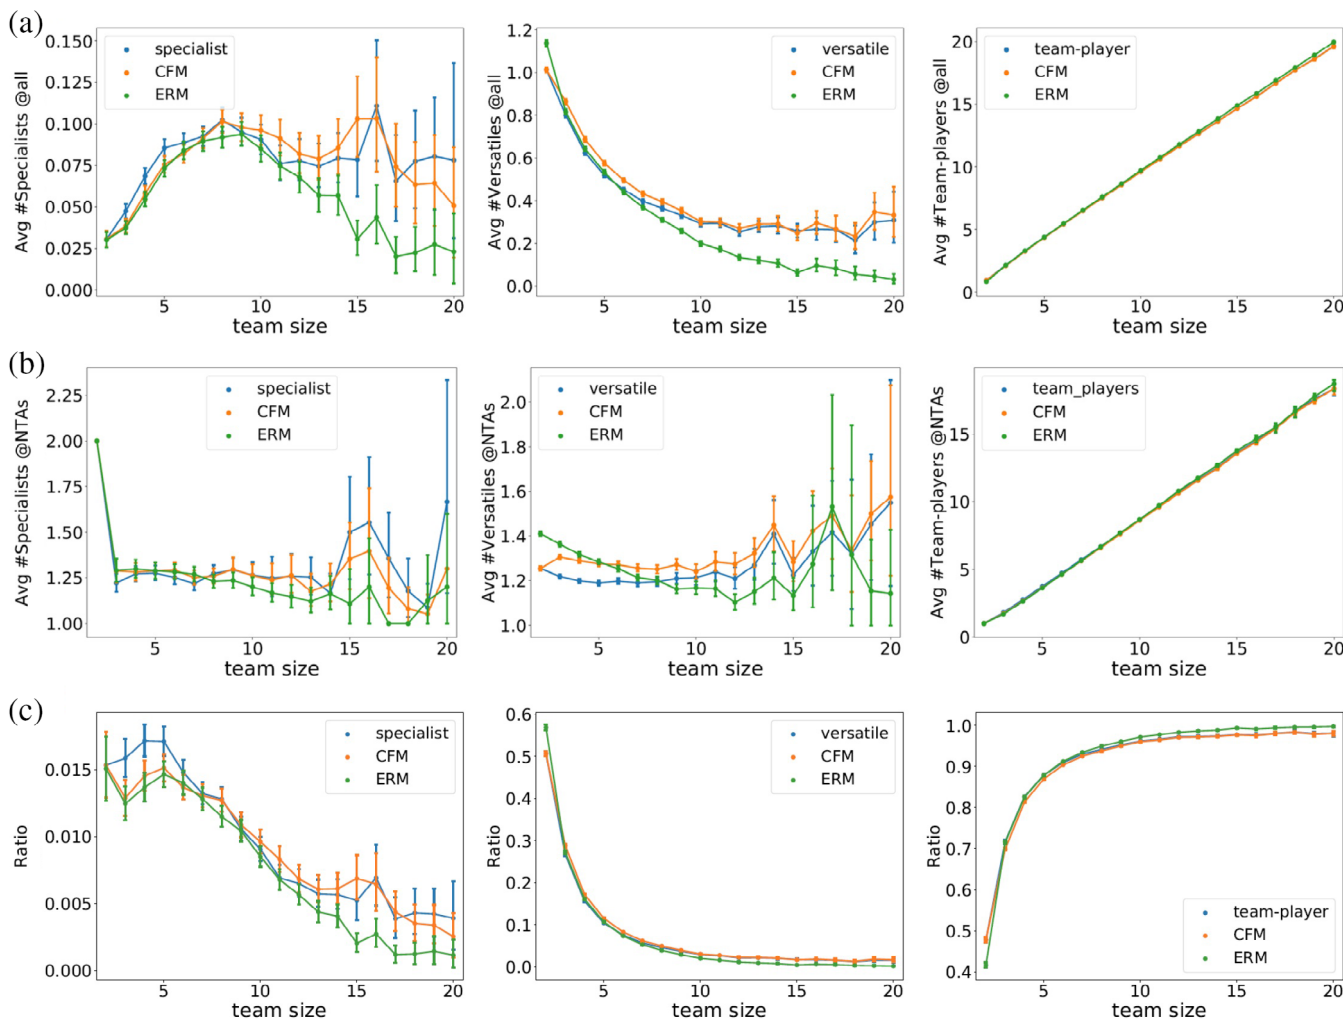 (a)
0.150
0.125
0.100
0.075
0.050
0.025
0.000
Avg #Specialists @all
specialist
CFM
ERM
5 10 15 20
team size
1.2
1.0
0.8
0.6
0.4
0.2
0.0
Avg #Versatiles @all
versatile
CFM
ERM
5 10 15 20
team size
20
15
10
5
0
Avg #Team-players @all
team-player
CFM
ERM
5 10 15 20
team size
(b)
2.25
2.00
1.75
1.50
1.25
1.00
Avg #Specialists @NTAs
specialist
CFM
ERM
5 10 15 20
team size
2.0
1.8
1.6
1.4
1.2
1.0
Avg #Versatiles @NTAs
versatile
CFM
ERM
5 10 15 20
team size
15
10
5
0
Avg #Team-players @NTAs
team_players
CFM
ERM
5 10 15 20
team size
(c)
0.015
0.010
0.005
0.000
Ratio
specialist
CFM
ERM
5 10 15 20
team size
0.6
0.5
0.4
0.3
0.2
0.1
0.0
Ratio
versatile
CFM
ERM
5 10 15 20
team size
1.0
0.9
0.8
0.7
0.6
0.5
0.4
Ratio
team-player
CFM
ERM
5 10 15 20
team size